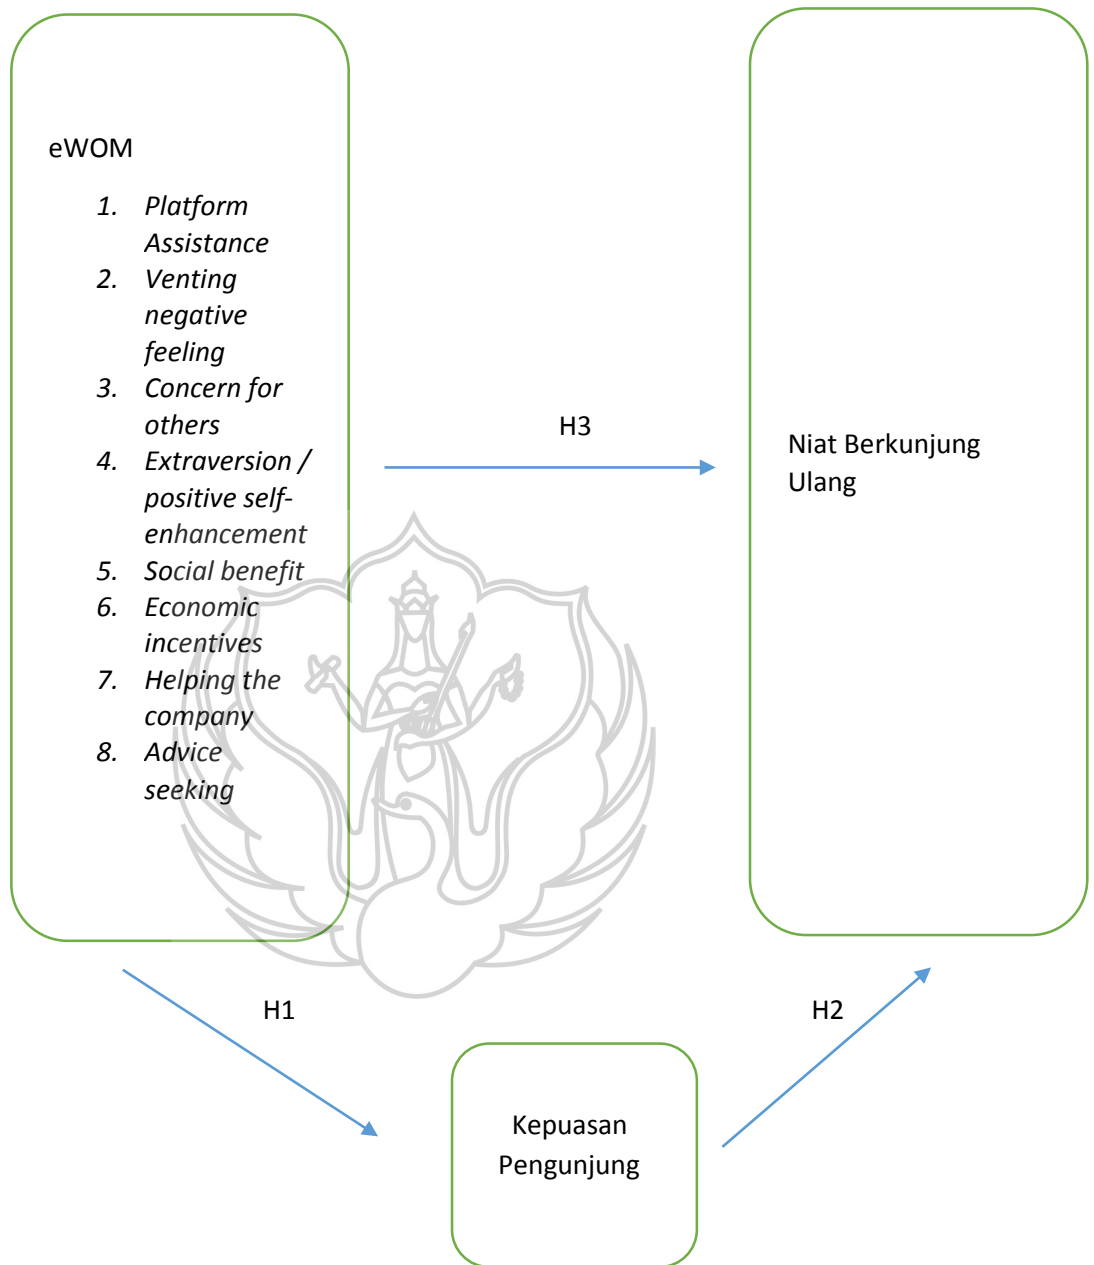 eWOM
1. Platform
Assistance
2. Venting
negative
feeling
3. Concern for
others
4. Extraversion /
positive self-
enhancement
5. Social benefit
6. Economic
incentives
7. Helping the
company
8. Advice
seeking
H3
Niat Berkunjung
Ulang
H1
H2
Kepuasan
Pengunjung